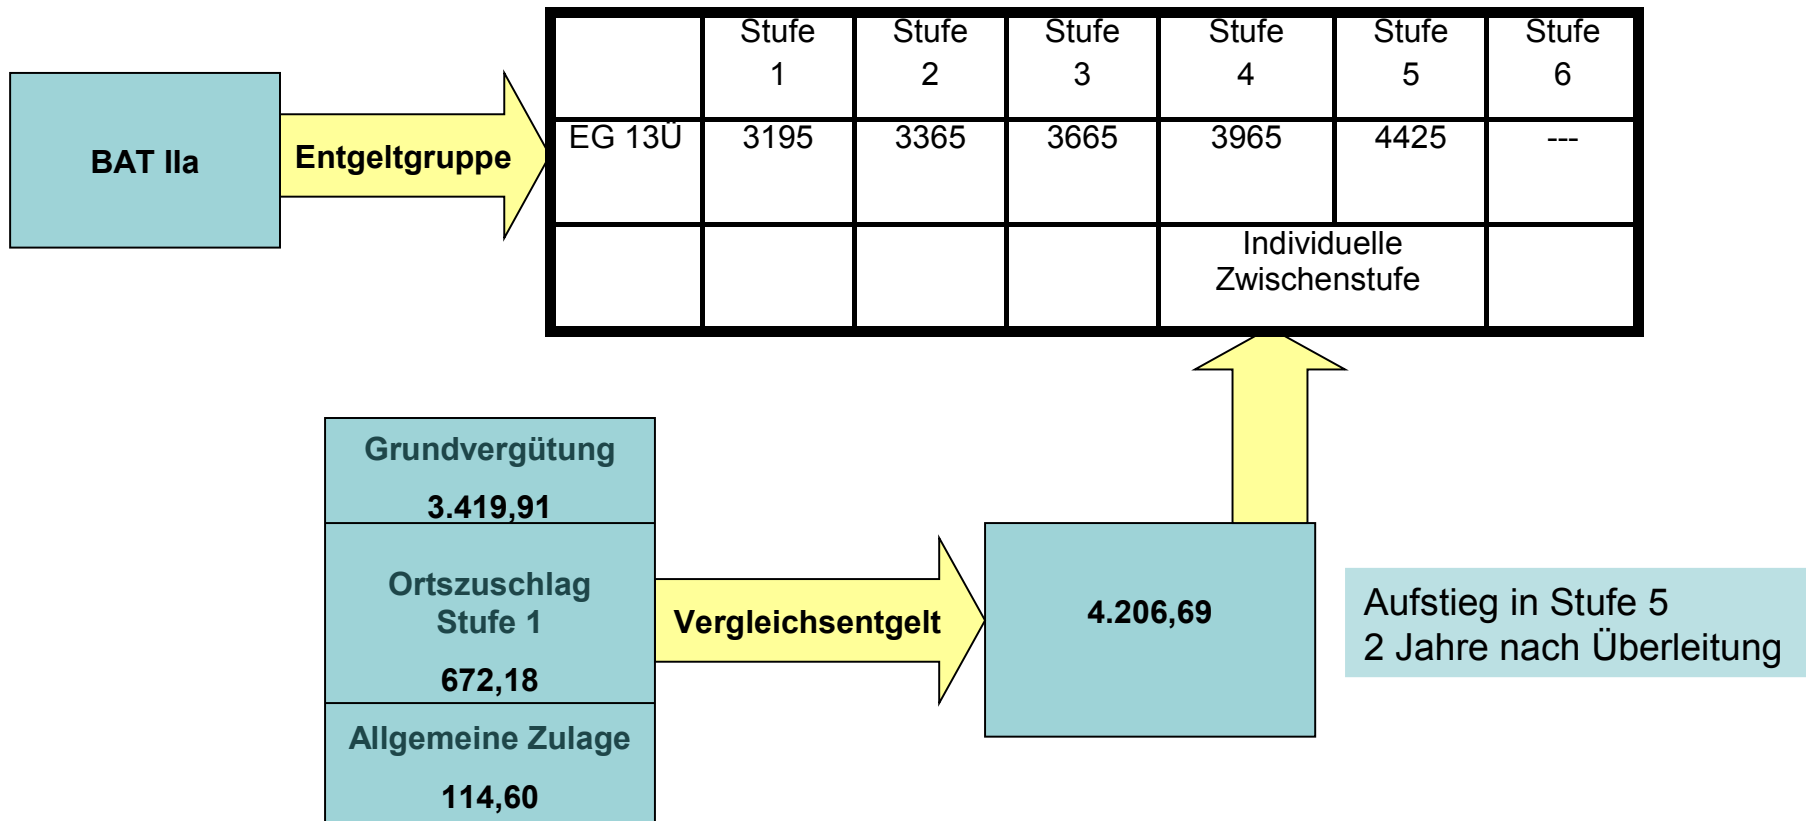 Stufe Stufe Stufe Stufe Stufe Stufe
1 2 3 4 5 6
BAT IIa
Entgeltgruppe
EG 13Ü 3195 3365 3665 3965 4425 ---
Individuelle
Zwischenstufe
Grundvergütung
3.419,91
Ortszuschlag
Stufe 1
672,18
Allgemeine Zulage
114,60
Vergleichsentgelt
4.206,69
Aufstieg in Stufe 5
2 Jahre nach Überleitung